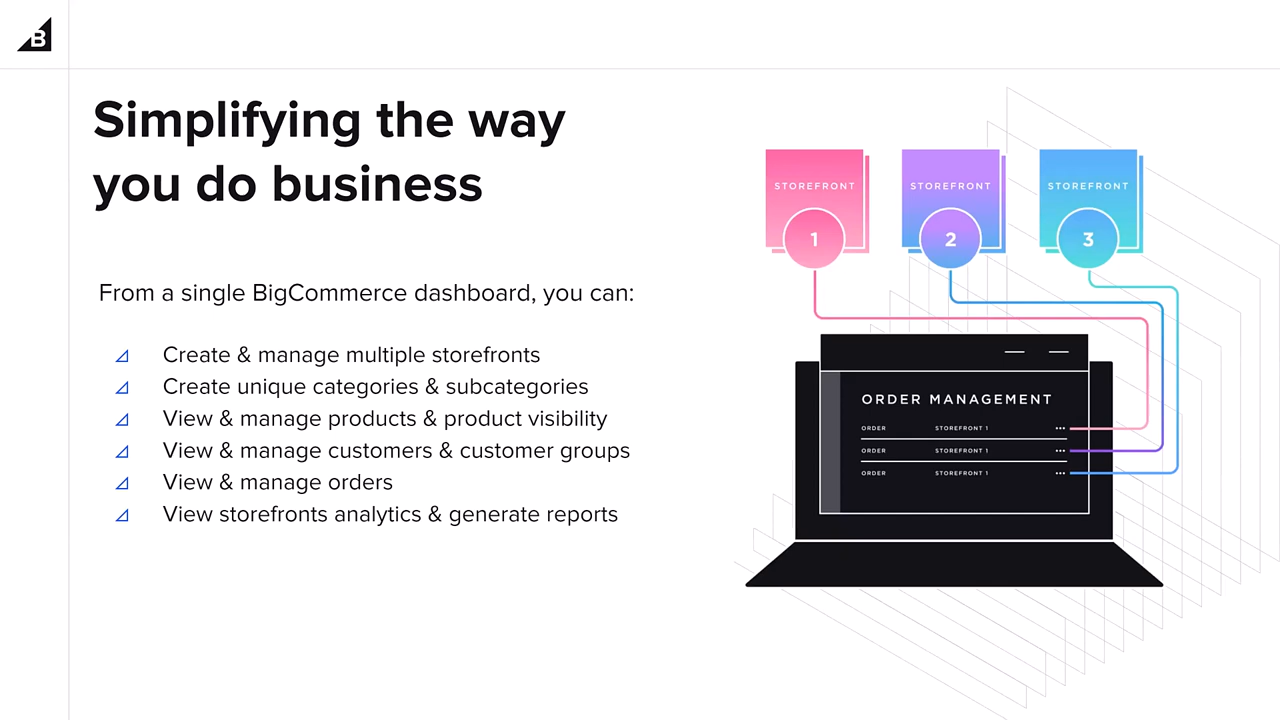 B
Simplifying the way
you do business
From a single BigCommerce dashboard, you can:
Create & manage multiple storefronts
Create unique categories & subcategories
View & manage products & product visibility
View & manage customers & customer groups
View & manage orders
View storefronts analytics & generate reports
STOREFRONT STOREFRONT STOREFRONT
1 2 3
ORDER MANAGEMENT
ORDER STOREFRONT 1 •••
ORDER STOREFRONT 1 •••
ORDER STOREFRONT 1 •••